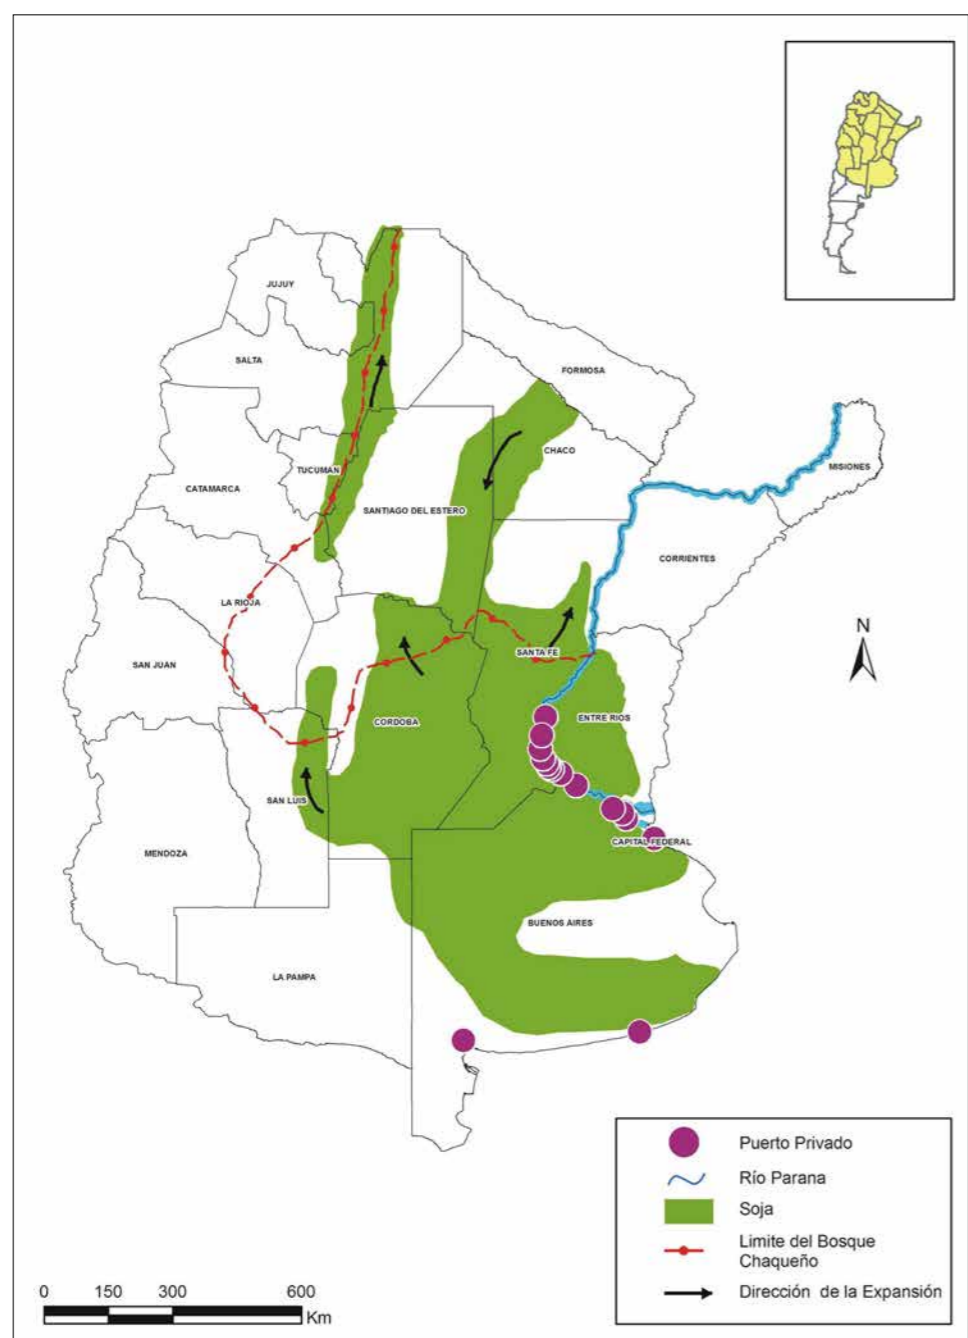 JUJUY
SALTA
FORMOSA
CHACO
TUCUMAN
MISIONES
CATAMARCA
SANTIAGO DEL ESTERO
CORRIENTES
LA RIOJA
N
SANTA FE
SAN JUAN
CORDOBA
ENTRE RIOS
SAN LUIS
CAPITAL FEDERAL
MENDOZA
BUENOS AIRES
LA PAMPA
Puerto Privado
Río Parana
Soja
Limite del Bosque
Chaqueño
Dirección de la Expansión
0 150 300 600
Km